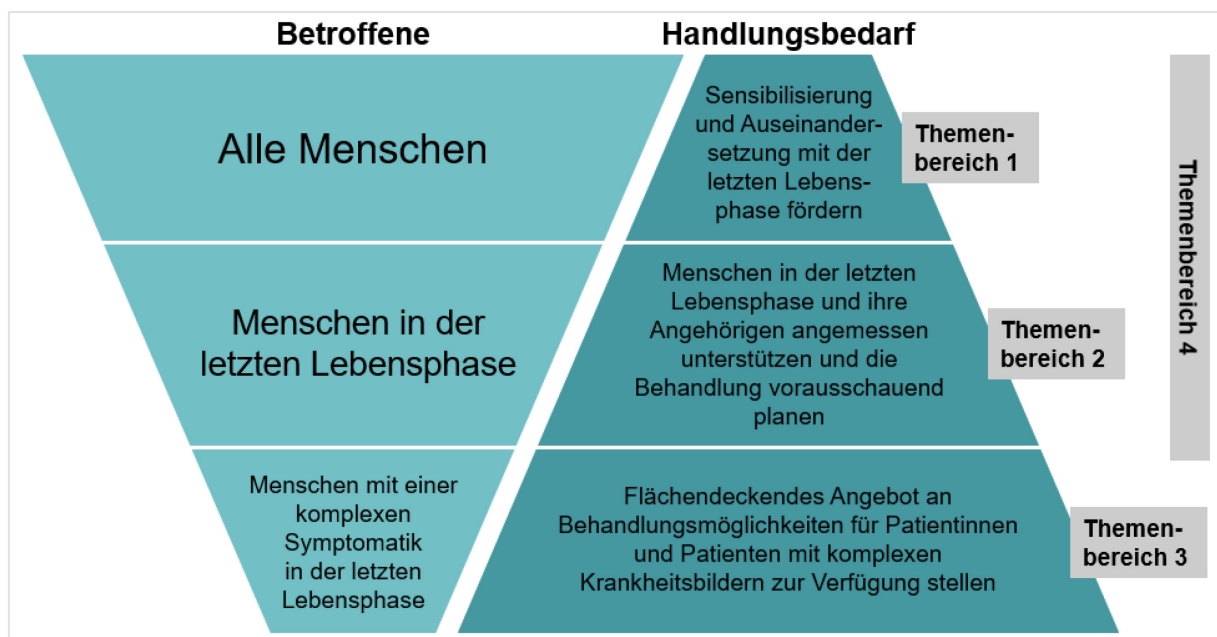 Betroffene
Handlungsbedarf
Alle Menschen
Sensibilisierung
und Auseinander-
setzung mit der
letzten Lebens-
phase fördern
Themen-
bereich 1
Menschen in der
letzten Lebensphase
Menschen in der letzten
Lebensphase und ihre
Angehörigen angemessen
unterstützen und die
Behandlung vorausschauend
planen
Themen-
bereich 2
Menschen mit einer
komplexen
Symptomatik
in der letzten
Lebensphase
Flächendeckendes Angebot an
Behandlungsmöglichkeiten für Patientinnen
und Patienten mit komplexen
Krankheitsbildern zur Verfügung stellen
Themen-
bereich 3
Themenbereich 4